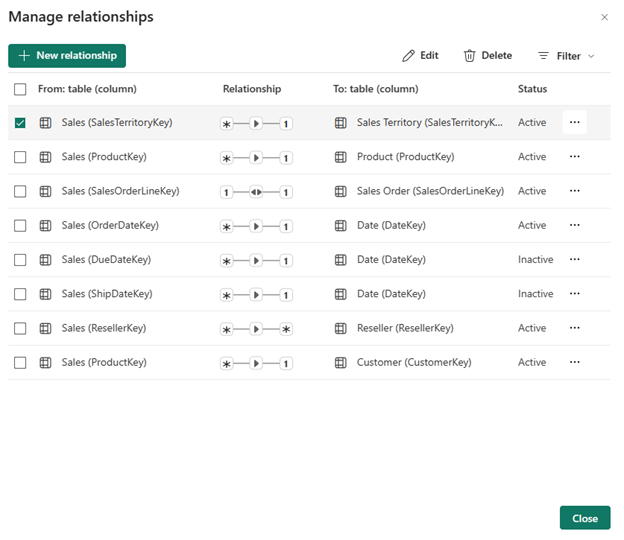 Manage relationships
New relationship Edit Delete Filter
From: table (column) Relationship To: table (column) Status
Sales (SalesTerritoryKey) * 1 Sales Territory (SalesTerritoryK... Active ...
Sales (ProductKey) * 1 Product (ProductKey) Active ...
Sales (SalesOrderLineKey) 1 1 Sales Order (SalesOrderLineKey) Active ...
Sales (OrderDateKey) * 1 Date (DateKey) Active ...
Sales (DueDateKey) * 1 Date (DateKey) Inactive ...
Sales (ShipDateKey) * 1 Date (DateKey) Inactive ...
Sales (ResellerKey) * * Reseller (ResellerKey) Active ...
Sales (ProductKey) * 1 Customer (CustomerKey) Active ...
Close